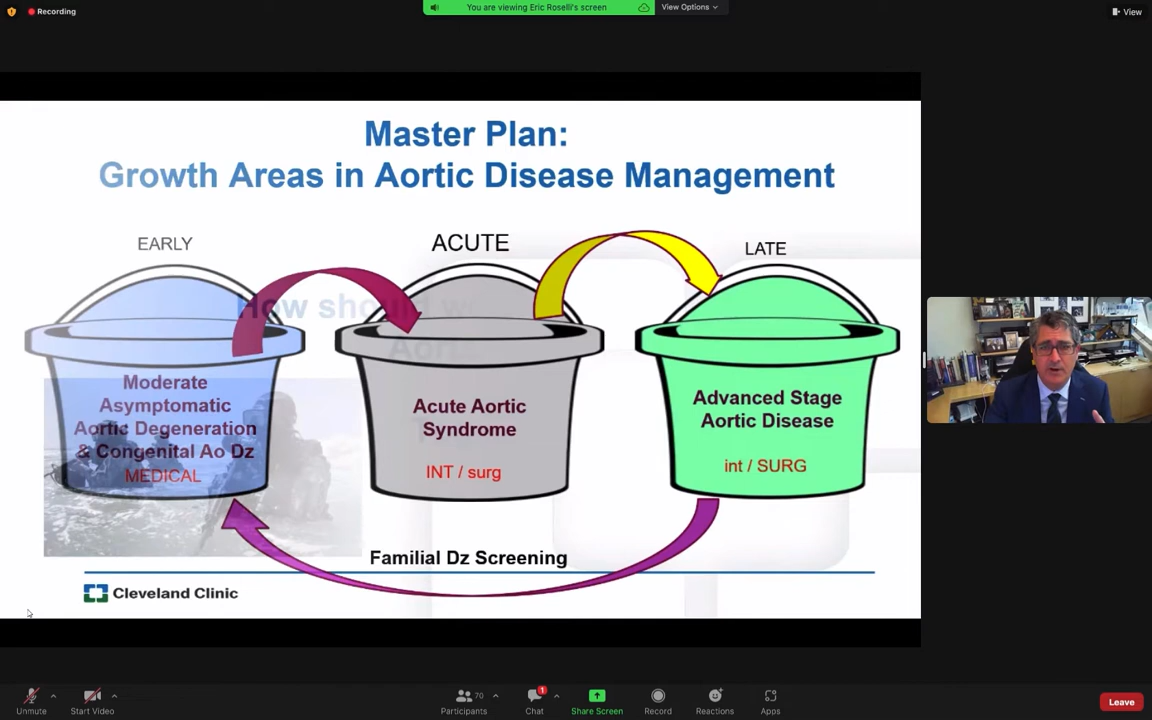 Recording
You are viewing Eric Roselli's screen
View Options
View
Master Plan:
Growth Areas in Aortic Disease Management
EARLY
ACUTE
LATE
How should w
Aort
Moderate
Asymptomatic
Aortic Degeneration
& Congenital Ao Dz
MEDICAL
Acute Aortic
Syndrome
INT / surg
Advanced Stage
Aortic Disease
int / SURG
Familial Dz Screening
Cleveland Clinic
Unmute
Start Video
Participants
70
Chat
1
Share Screen
Record
Reactions
Apps
Leave